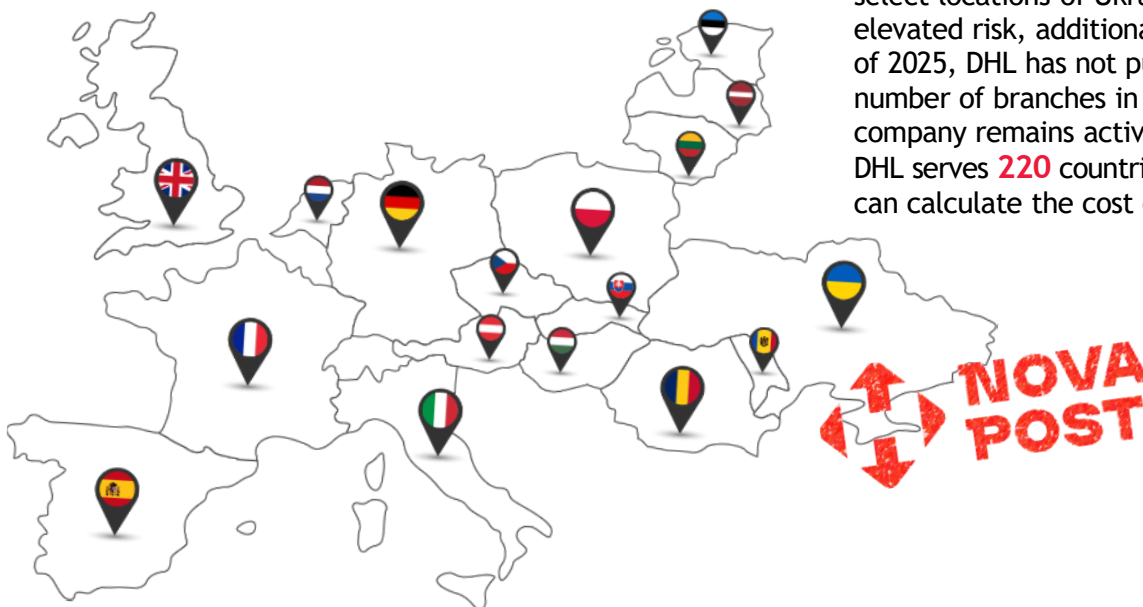 select locations of Ukra
elevated risk, additiona
of 2025, DHL has not pu
number of branches in
company remains activ
DHL serves 220 countri
can calculate the cost
NOVA
POST